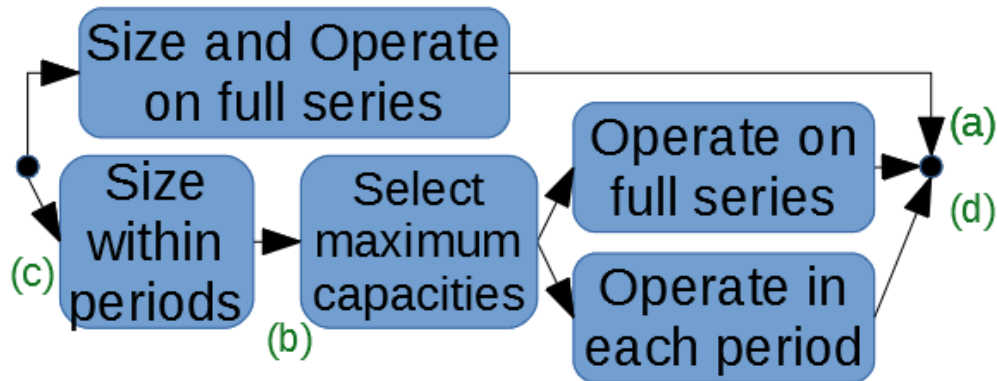 Size and Operate
on full series
(a)
Size
within
periods
(c)
(b)
Select
maximum
capacities
Operate on
full series
(d)
Operate in
each period